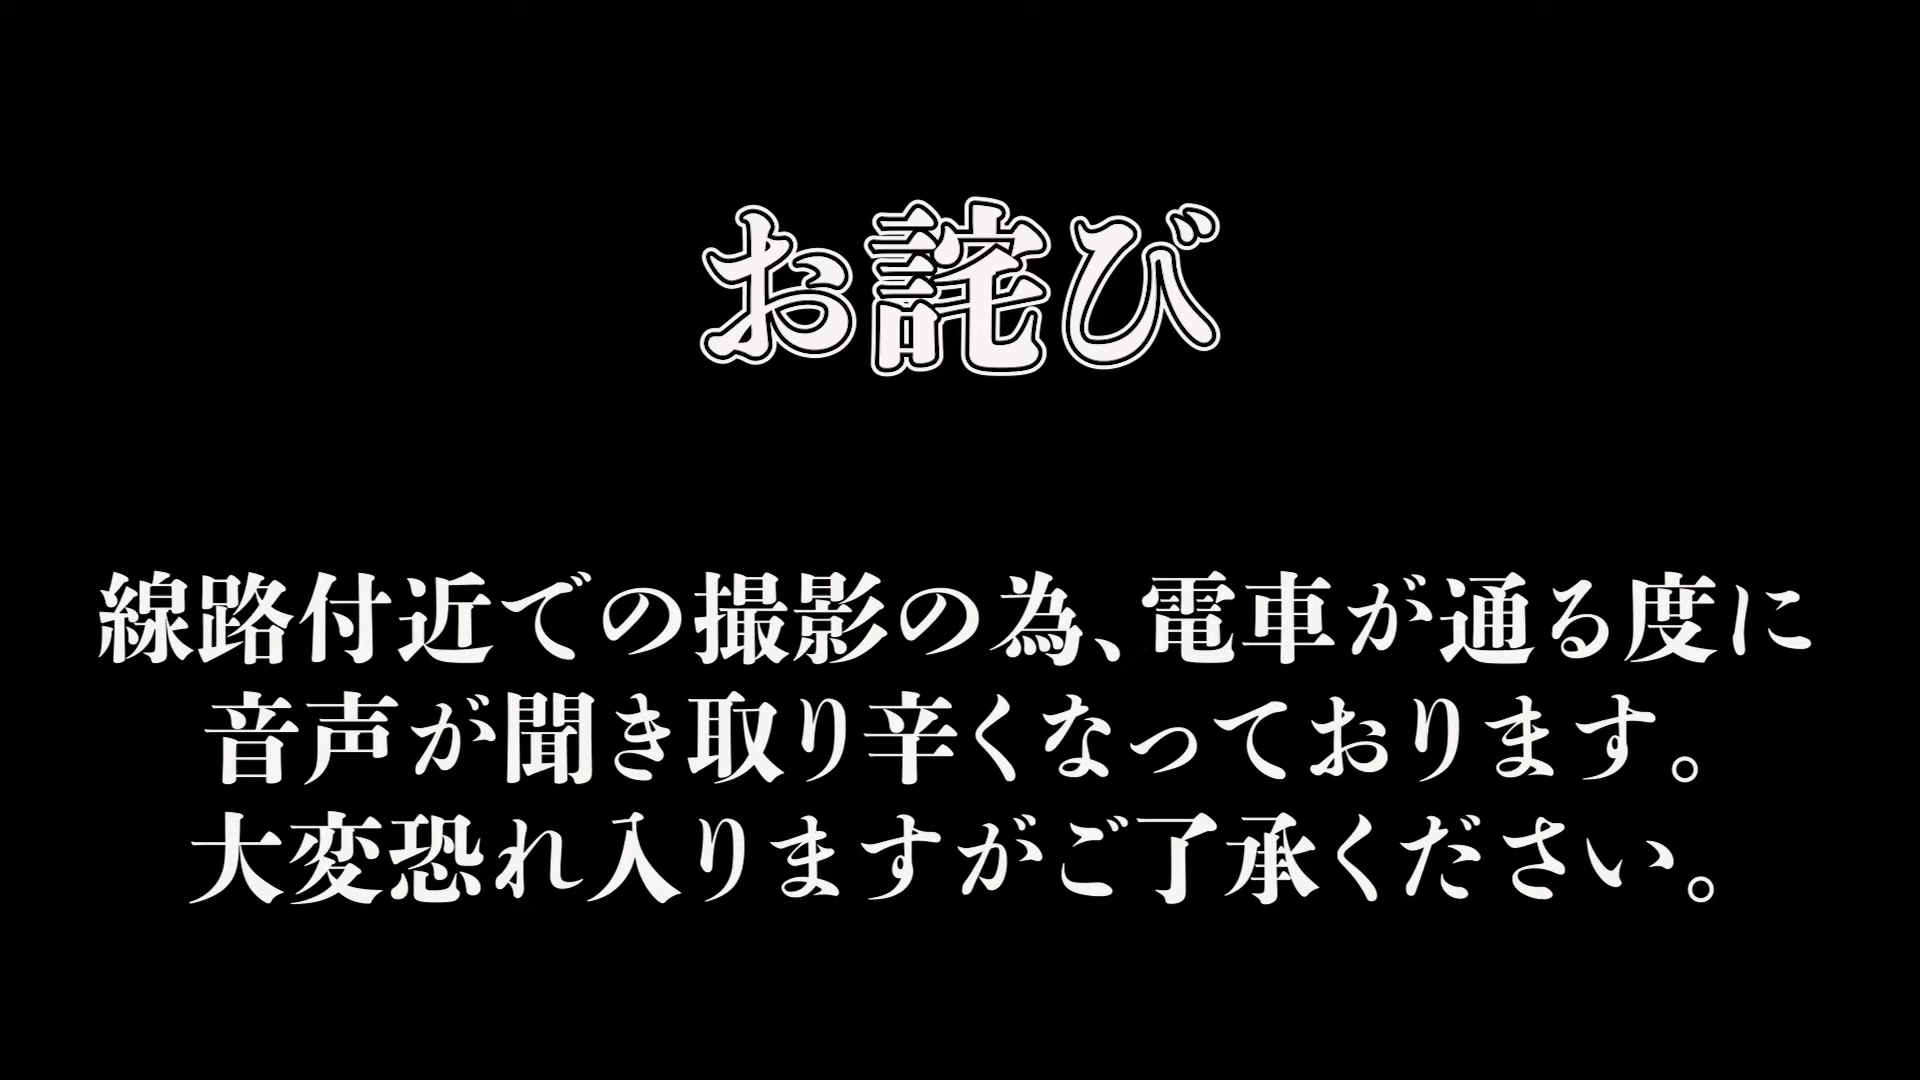 お詫び
線路付近での撮影の為、電車が通る度に
音声が聞き取り辛くなっております。
大変恐れ入りますがご了承ください。